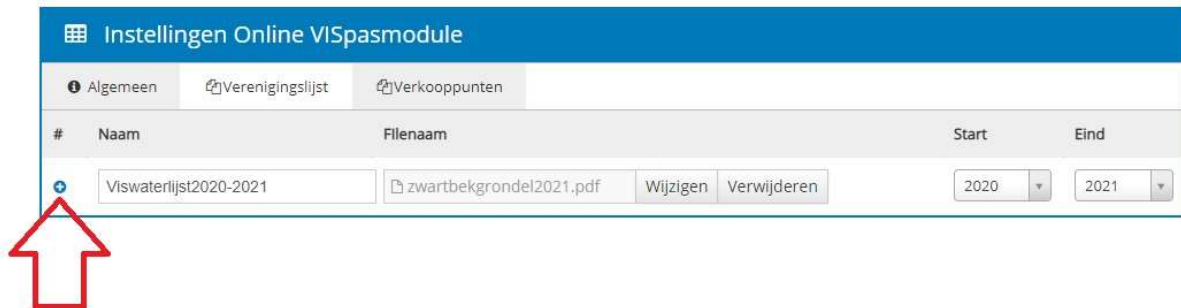 Instellingen Online VISpasmodule
Algemeen Verenigingslijst Verkooppunten
# Naam FIlenaam Start Eind
Viswaterlijst2020-2021 zwartbekgrondel2021.pdf Wijzigen Verwijderen 2020 2021